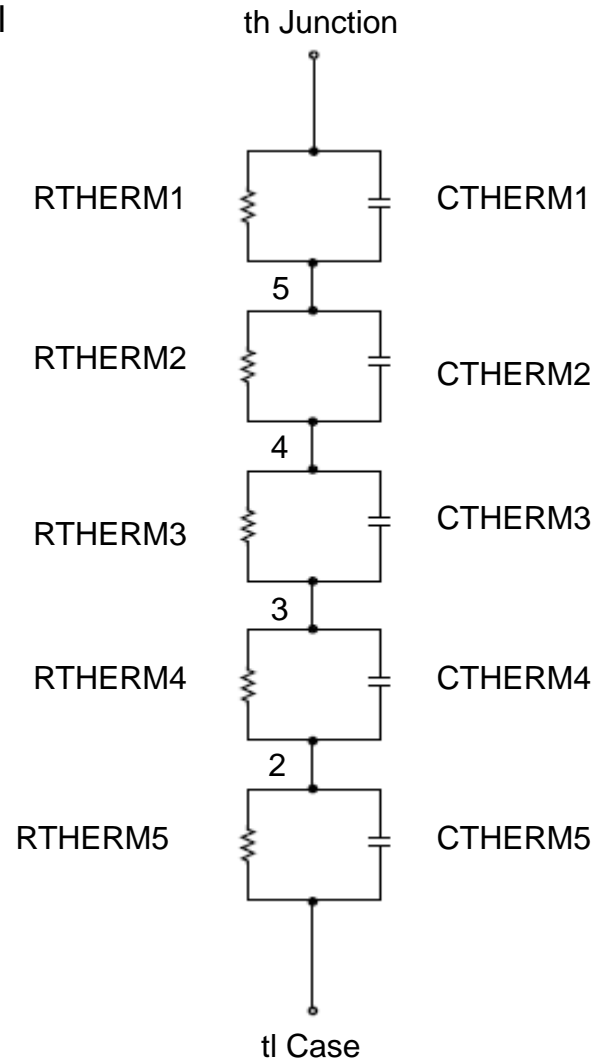 l
th Junction
RTHERM1 CTHERM1
5
RTHERM2 CTHERM2
4
RTHERM3 CTHERM3
3
RTHERM4 CTHERM4
2
RTHERM5 CTHERM5
tl Case